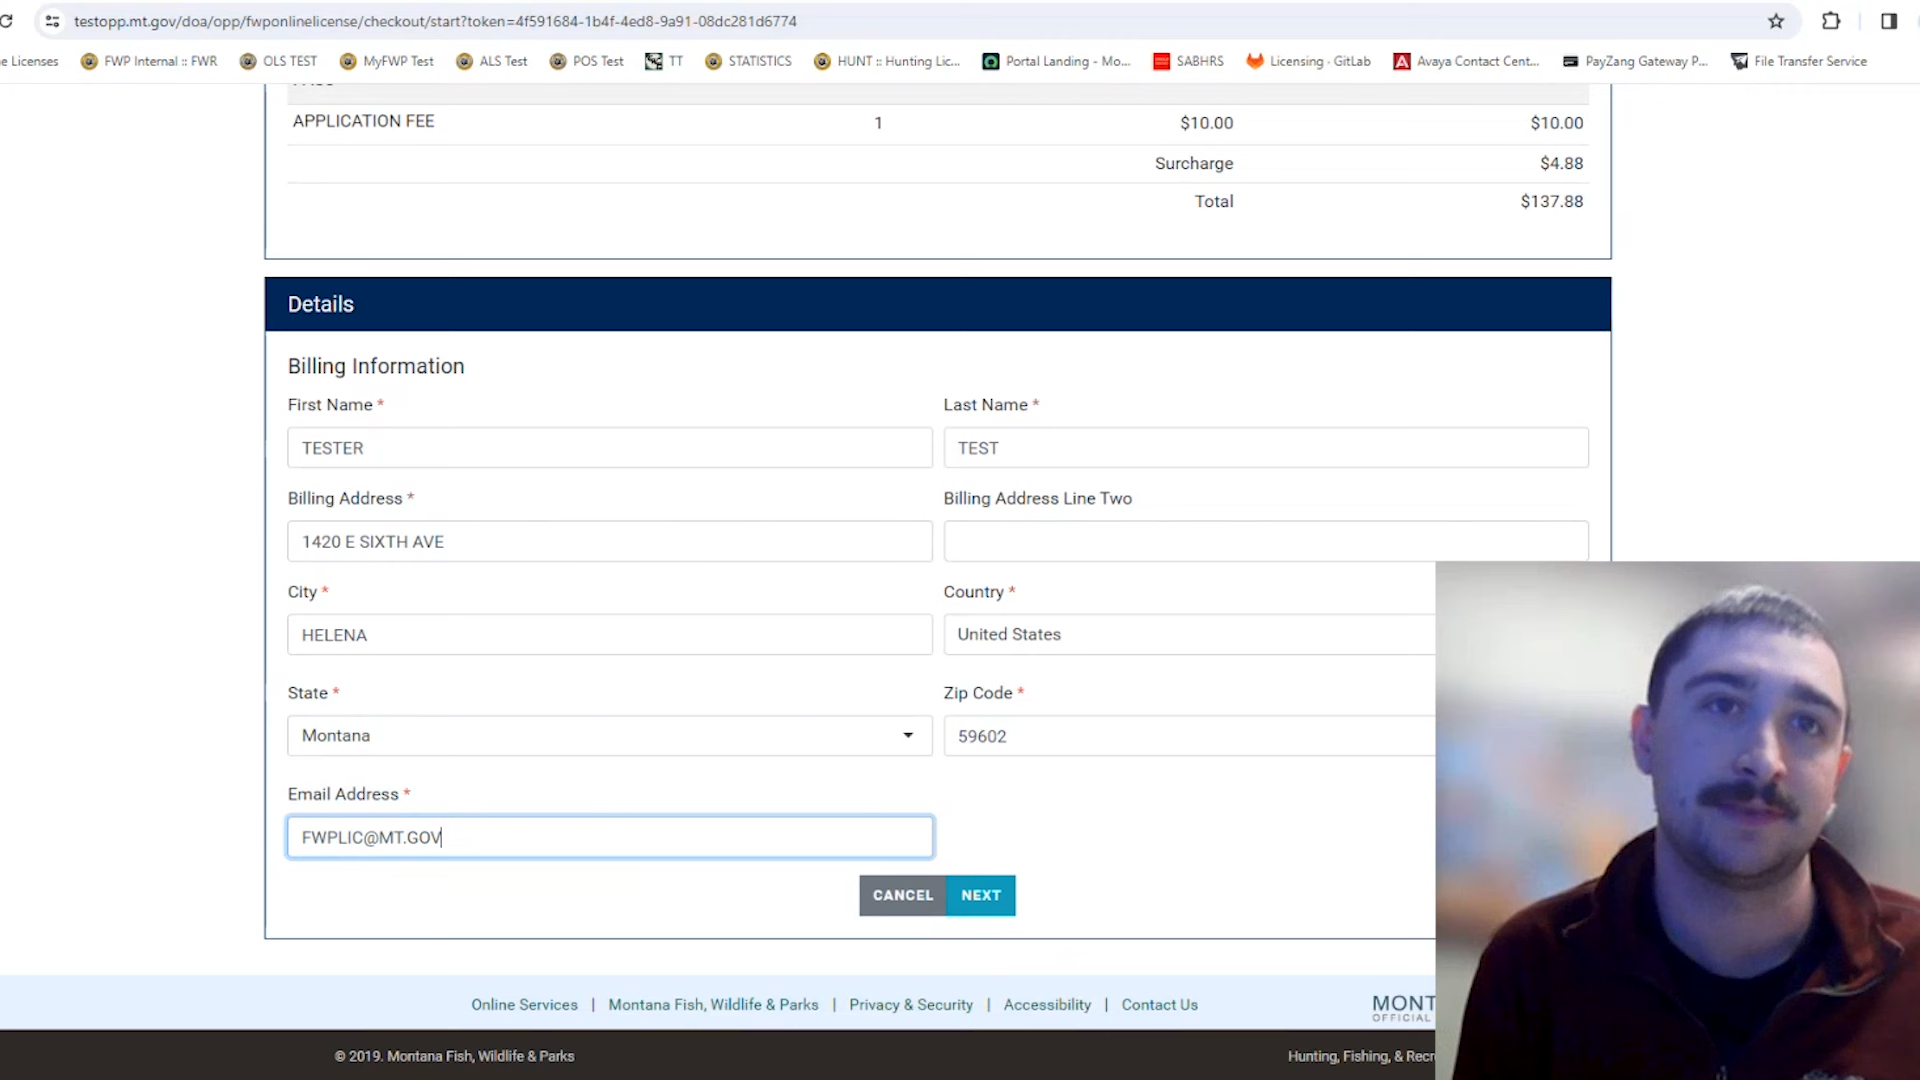 testopp.mt.gov/doa/opp/fwponlinelicense/checkout/start?token=4f591684-1b4f-4ed8-9a91-08dc281d6774
e Licenses FWP Internal :: FWR OLS TEST MyFWP Test ALS Test POS Test TT STATISTICS HUNT :: Hunting Lic... Portal Landing - Mo... SABHRS Licensing · GitLab Avaya Contact Cent... PayZang Gateway P... File Transfer Service
APPLICATION FEE 1 $10.00 $10.00
Surcharge $4.88
Total $137.88
Details
Billing Information
First Name * Last Name *
TESTER TEST
Billing Address * Billing Address Line Two
1420 E SIXTH AVE
City * Country *
HELENA United States
State * Zip Code *
Montana 59602
Email Address *
FWPLIC@MT.GOV
CANCEL NEXT
Online Services | Montana Fish, Wildlife & Parks | Privacy & Security | Accessibility | Contact Us MONT
OFFICIAL
© 2019. Montana Fish, Wildlife & Parks Hunting, Fishing, & Recr